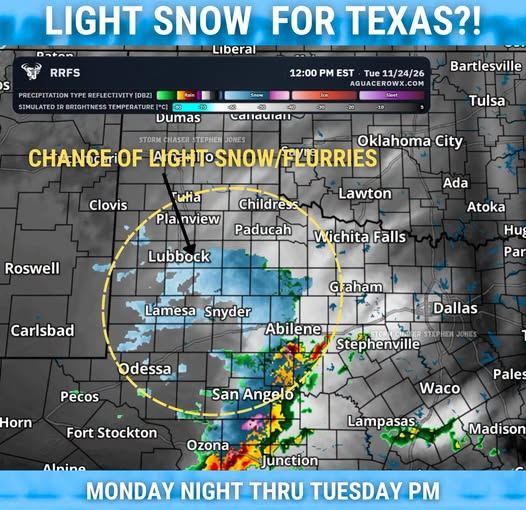 LIGHT SNOW FOR TEXAS?!
Liberal
Raton
Bartlesville
RRFS
12:00 PM EST · Tue 11/24/26
AGUACEROWX.COM
PRECIPITATION TYPE REFLECTIVITY [DBZ]
Rain
Snow
Ice
Sleet
SIMULATED IR BRIGHTNESS TEMPERATURE [°C]
Tulsa
Dumas
Canadian
STORM CHASER STEPHEN JONES
Oklahoma City
CHANCE OF LIGHT SNOW/FLURRIES
Ada
Lawton
Tulia
Clovis
Childress
Atoka
Plainview
Paducah
Wichita Falls
Lubbock
Roswell
Graham
Lamesa
Snyder
Dallas
Carlsbad
Abilene
STORM CHASER STEPHEN JONES
Stephenville
Odessa
Pales
Pecos
San Angelo
Waco
Horn
Fort Stockton
Lampasas
Madison
Ozona
Junction
Alpine
MONDAY NIGHT THRU TUESDAY PM